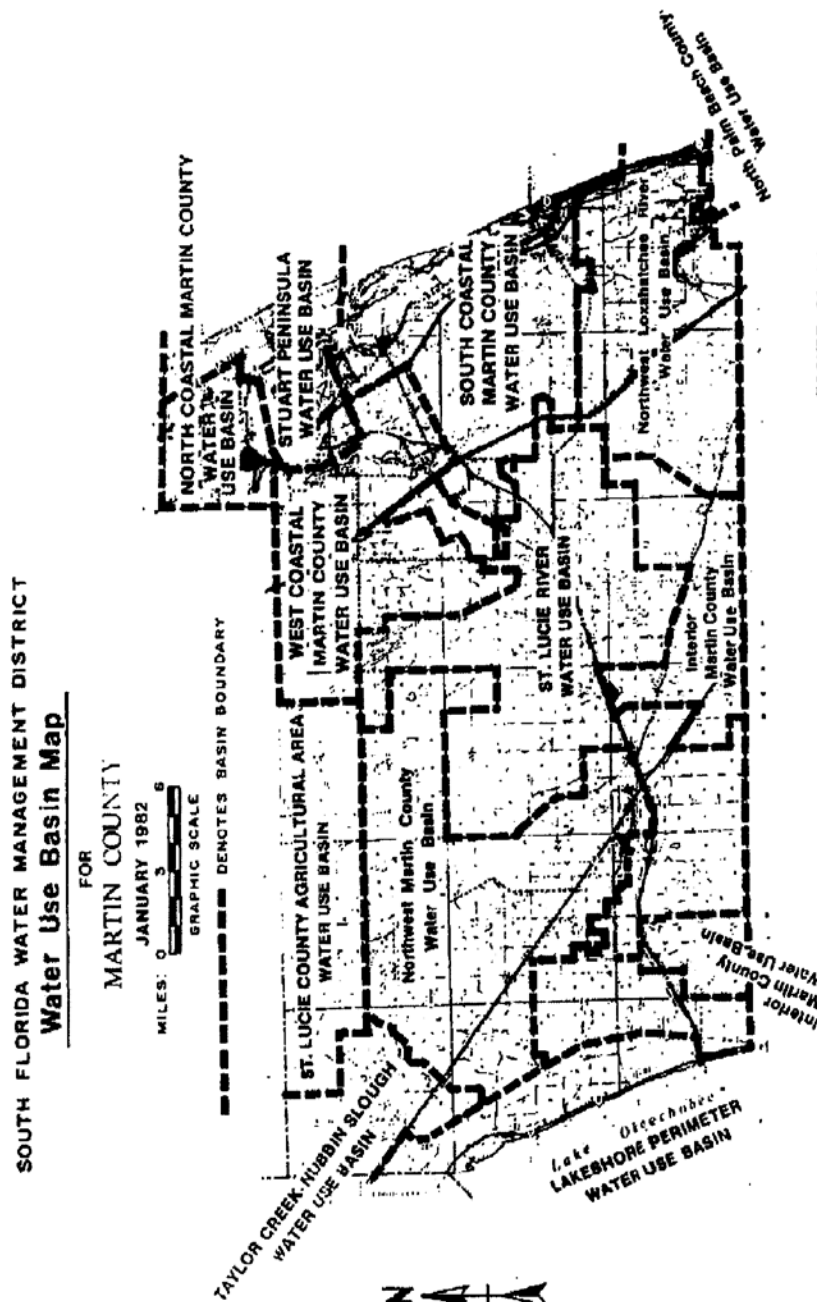 SOUTH FLORIDA WATER MANAGEMENT DISTRICT
Water Use Basin Map
FOR
MARTIN COUNTY
JANUARY 1982
MILES: 0 3 6
GRAPHIC SCALE
DENOTES BASIN BOUNDARY
NORTH COASTAL MARTIN COUNTY
WATER
USE BASIN
STUART PENINSULA
WATER USE BASIN
WEST COASTAL
MARTIN COUNTY
WATER USE BASIN
ST. LUCIE COUNTY AGRICULTURAL AREA
WATER USE BASIN
TAYLOR CREEK-NUBBIN SLOUGH
WATER USE BASIN
Northwest Martin County
Water Use Basin
SOUTH COASTAL
MARTIN COUNTY
WATER USE BASIN
ST. LUCIE RIVER
WATER USE BASIN
Northwest Loxahatchee River
Water Use Basin
Interior
Martin County
Water Use Basin
North Palm Beach County
Water Use Basin
Interior
Martin County
Water Use Basin
Lake Okeechobee
LAKESHORE PERIMETER
WATER USE BASIN
N